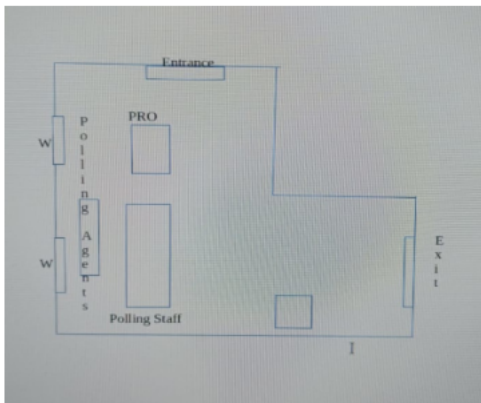 Entrance
PRO
W
Polling Agents
W
Exit
Polling Staff